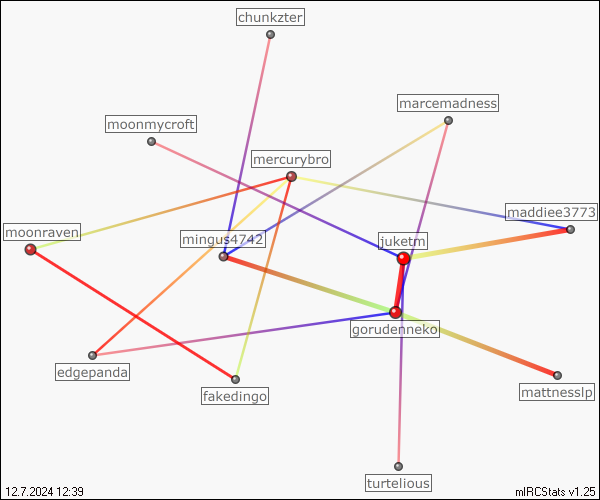 chunkzter
marcemadness
moonmycroft
mercurybro
maddiee3773
moonraven
mingus4742
juketm
gorudenneko
edgepanda
mattnesslp
fakedingo
turtelious
12.7.2024 12:39
mIRCStats v1.25